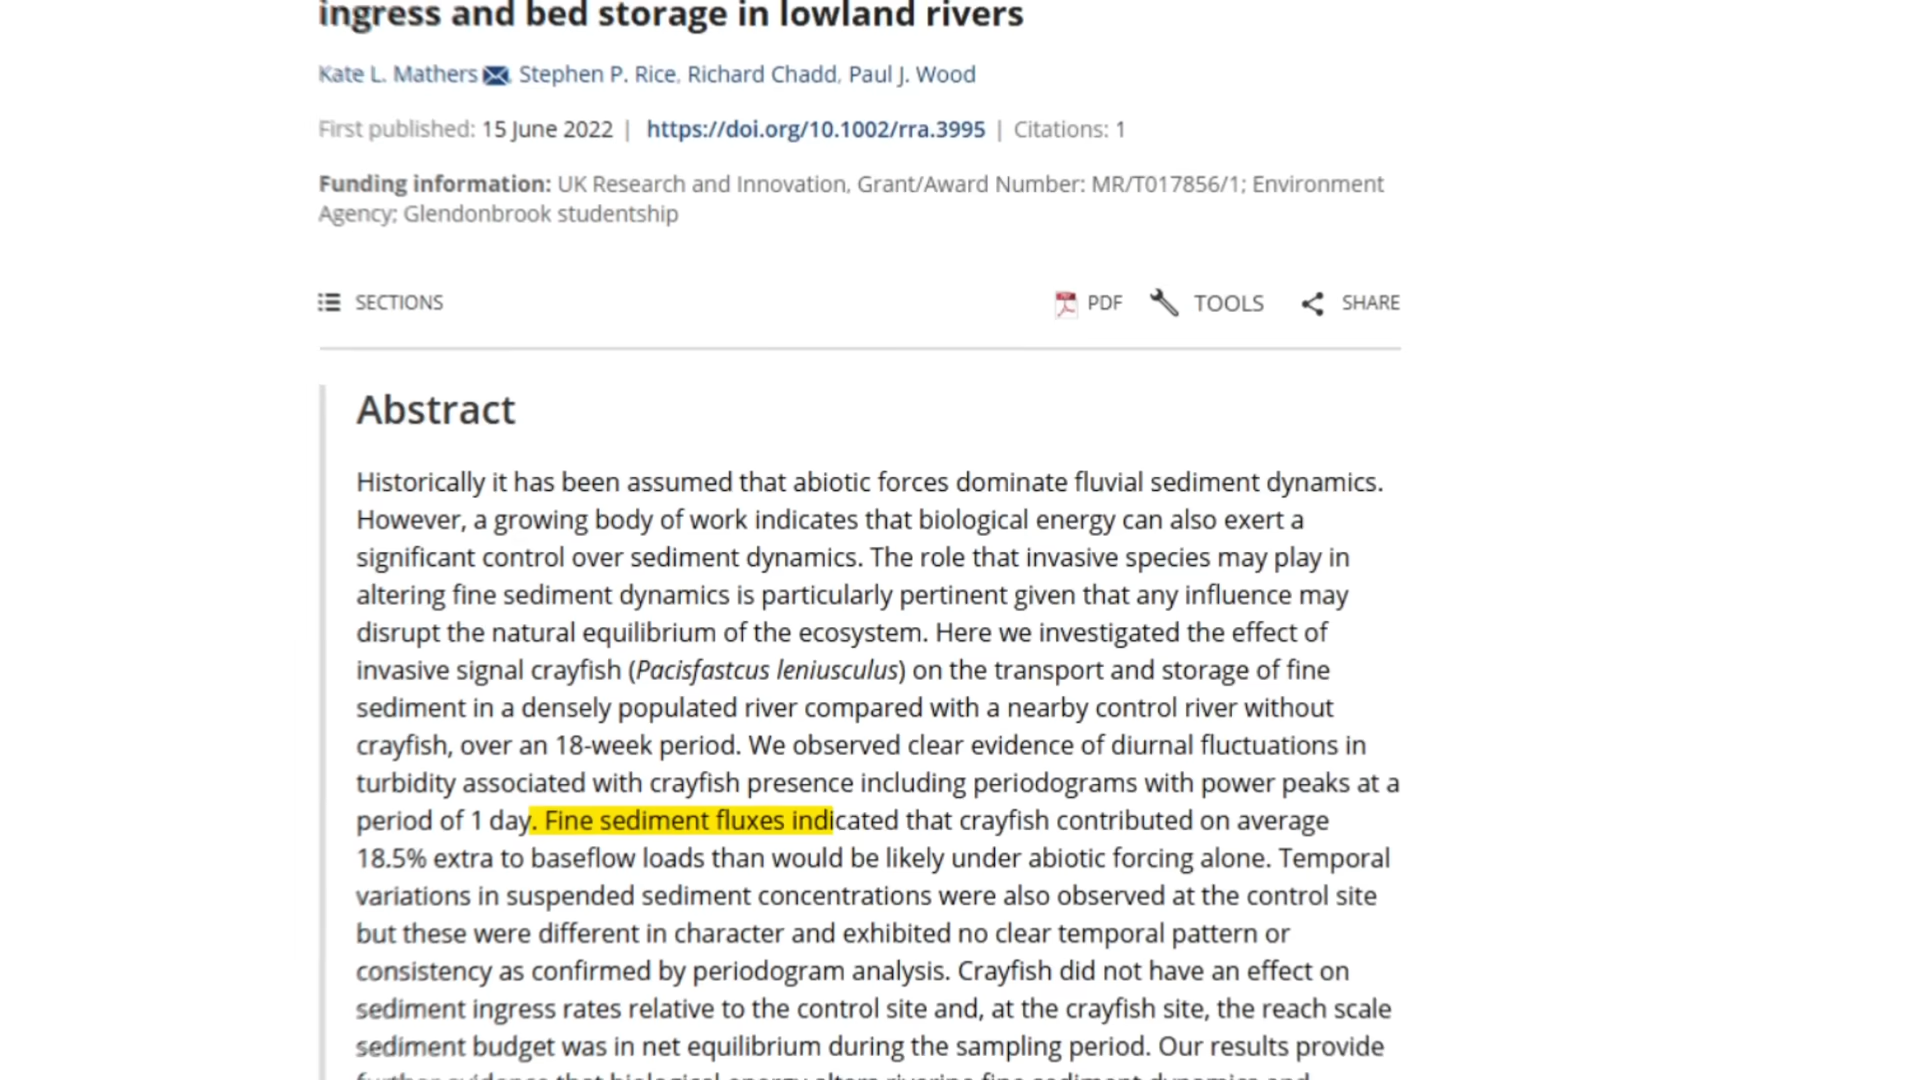 ingress and bed storage in lowland rivers
Kate L. Mathers Stephen P. Rice, Richard Chadd, Paul J. Wood
First published: 15 June 2022 | https://doi.org/10.1002/rra.3995 | Citations: 1
Funding information: UK Research and Innovation, Grant/Award Number: MR/T017856/1; Environment
Agency; Glendonbrook studentship
SECTIONS PDF TOOLS SHARE
Abstract
Historically it has been assumed that abiotic forces dominate fluvial sediment dynamics.
However, a growing body of work indicates that biological energy can also exert a
significant control over sediment dynamics. The role that invasive species may play in
altering fine sediment dynamics is particularly pertinent given that any influence may
disrupt the natural equilibrium of the ecosystem. Here we investigated the effect of
invasive signal crayfish (Pacisfastcus leniusculus) on the transport and storage of fine
sediment in a densely populated river compared with a nearby control river without
crayfish, over an 18-week period. We observed clear evidence of diurnal fluctuations in
turbidity associated with crayfish presence including periodograms with power peaks at a
period of 1 day. Fine sediment fluxes indicated that crayfish contributed on average
18.5% extra to baseflow loads than would be likely under abiotic forcing alone. Temporal
variations in suspended sediment concentrations were also observed at the control site
but these were different in character and exhibited no clear temporal pattern or
consistency as confirmed by periodogram analysis. Crayfish did not have an effect on
sediment ingress rates relative to the control site and, at the crayfish site, the reach scale
sediment budget was in net equilibrium during the sampling period. Our results provide
further evidence that biological energy alters riverine fine sediment dynamics and